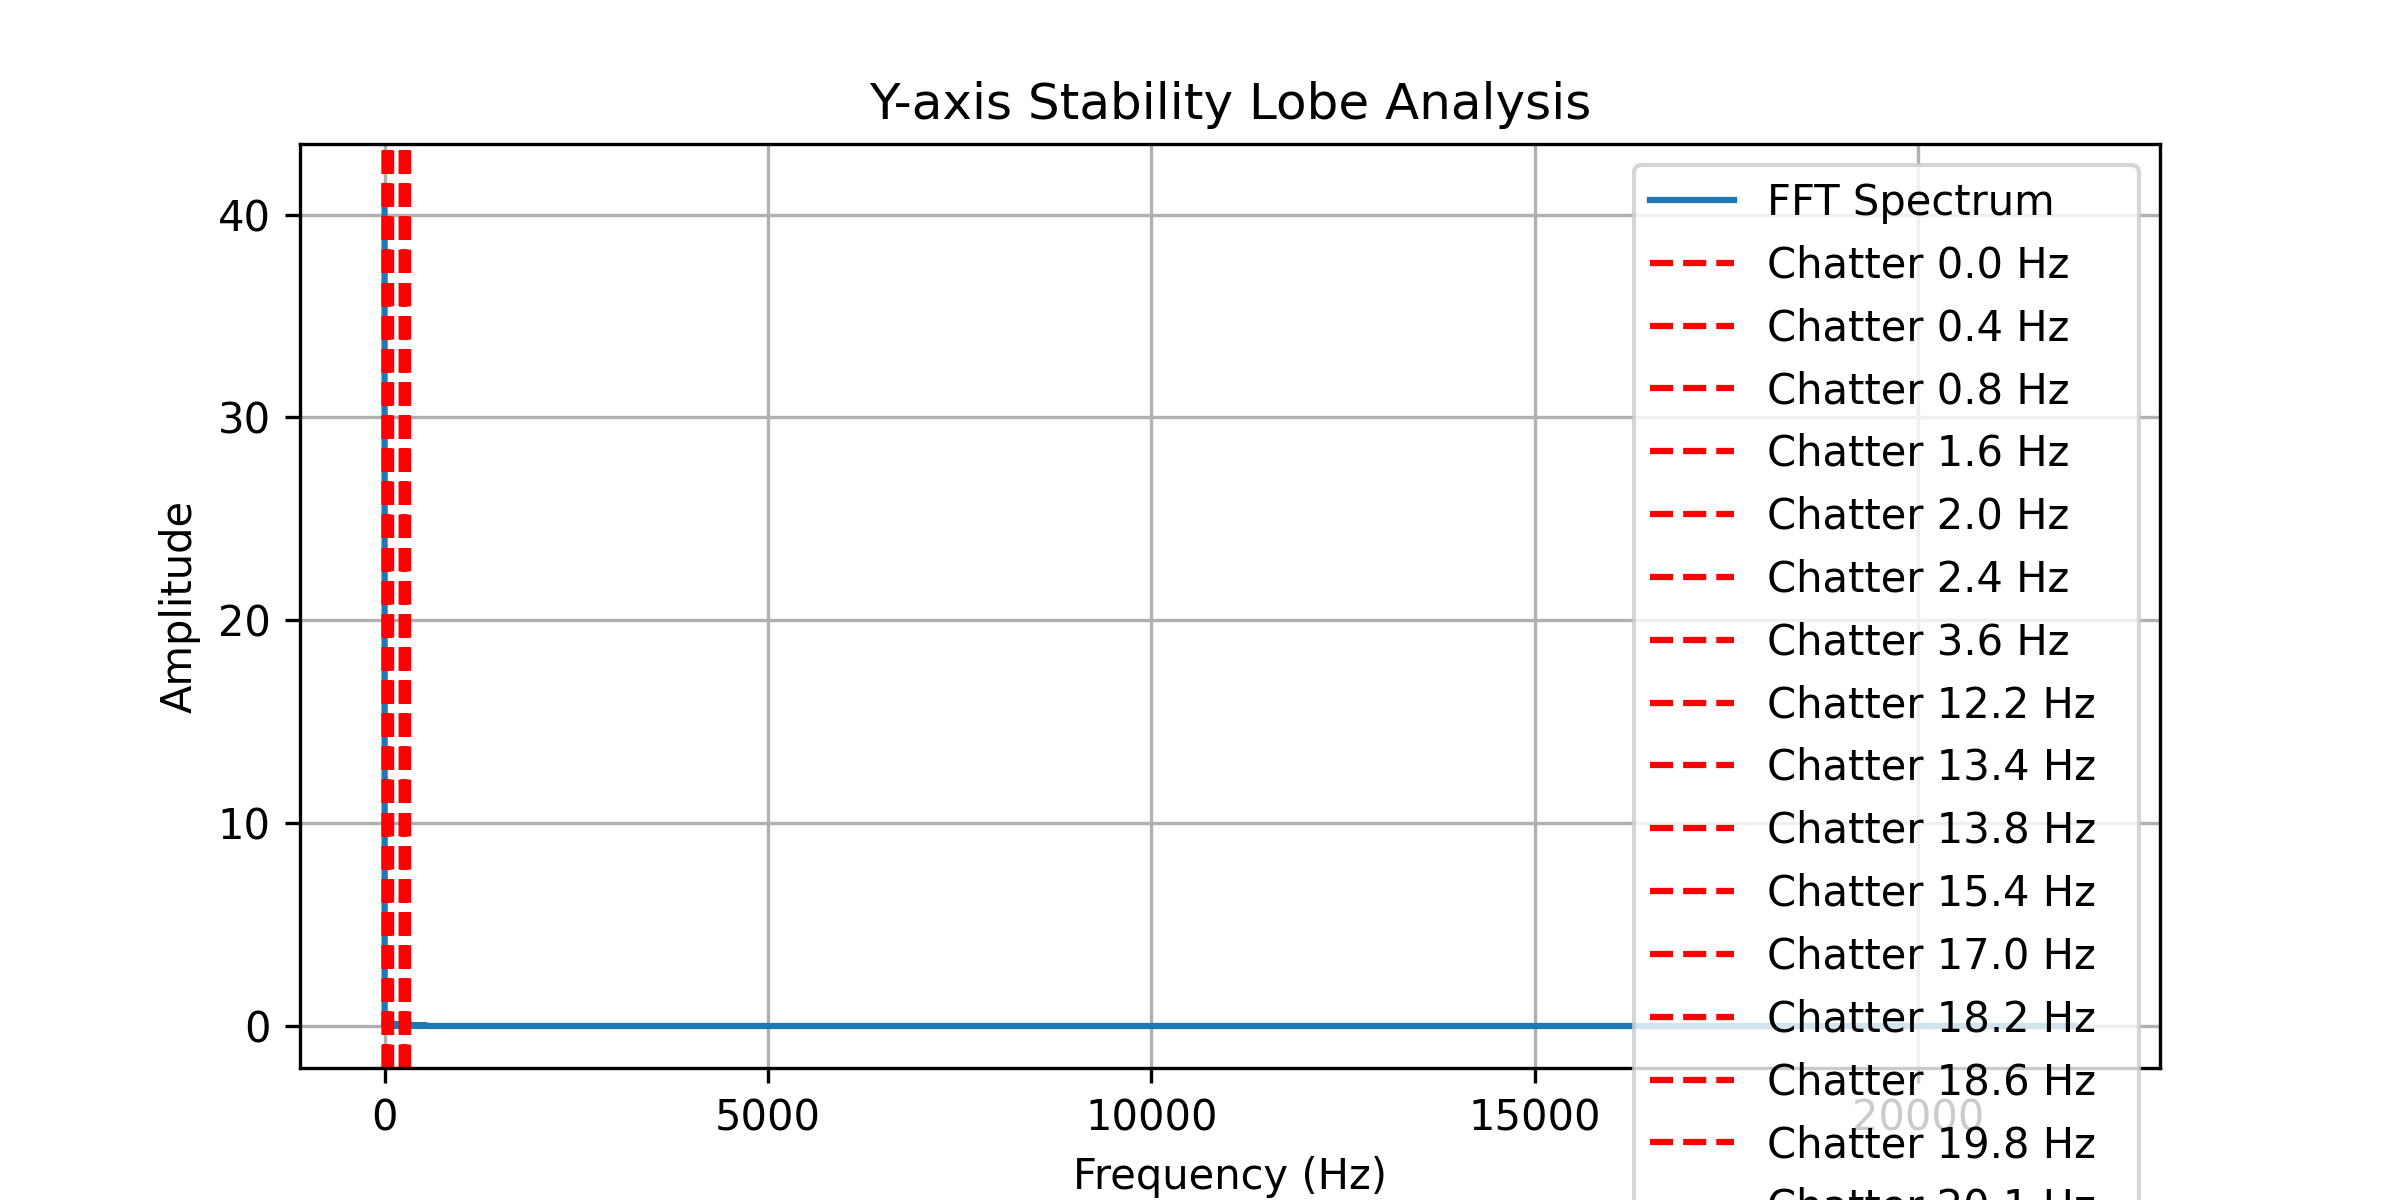 Y-axis Stability Lobe Analysis
Amplitude
40
30
20
10
0
0
5000
10000
15000
20000
Frequency (Hz)
FFT Spectrum
Chatter 0.0 Hz
Chatter 0.4 Hz
Chatter 0.8 Hz
Chatter 1.6 Hz
Chatter 2.0 Hz
Chatter 2.4 Hz
Chatter 3.6 Hz
Chatter 12.2 Hz
Chatter 13.4 Hz
Chatter 13.8 Hz
Chatter 15.4 Hz
Chatter 17.0 Hz
Chatter 18.2 Hz
Chatter 18.6 Hz
Chatter 19.8 Hz